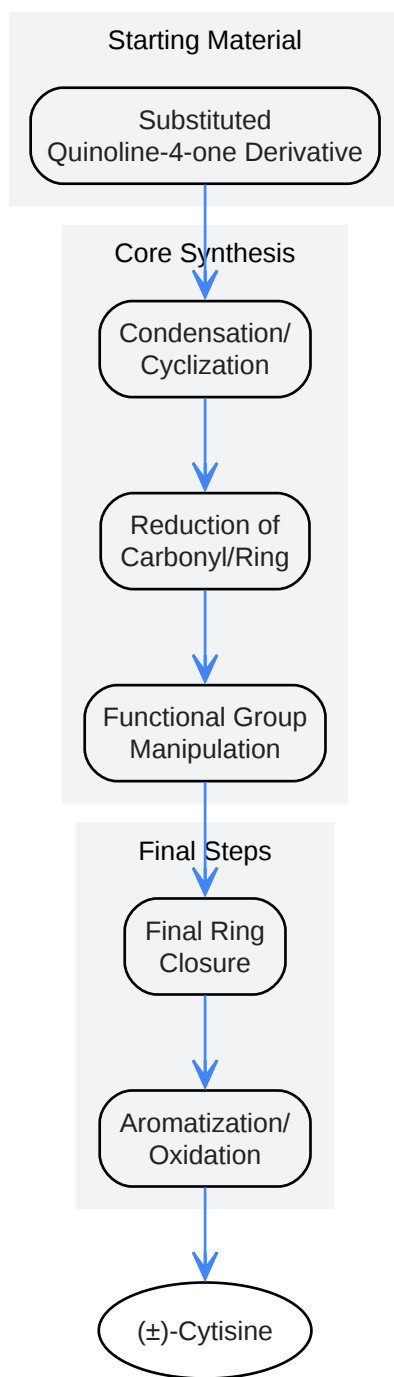 Starting Material
Substituted
Quinoline-4-one Derivative
Core Synthesis
Condensation/
Cyclization
Reduction of
Carbonyl/Ring
Functional Group
Manipulation
Final Steps
Final Ring
Closure
Aromatization/
Oxidation
(±)-Cytisine